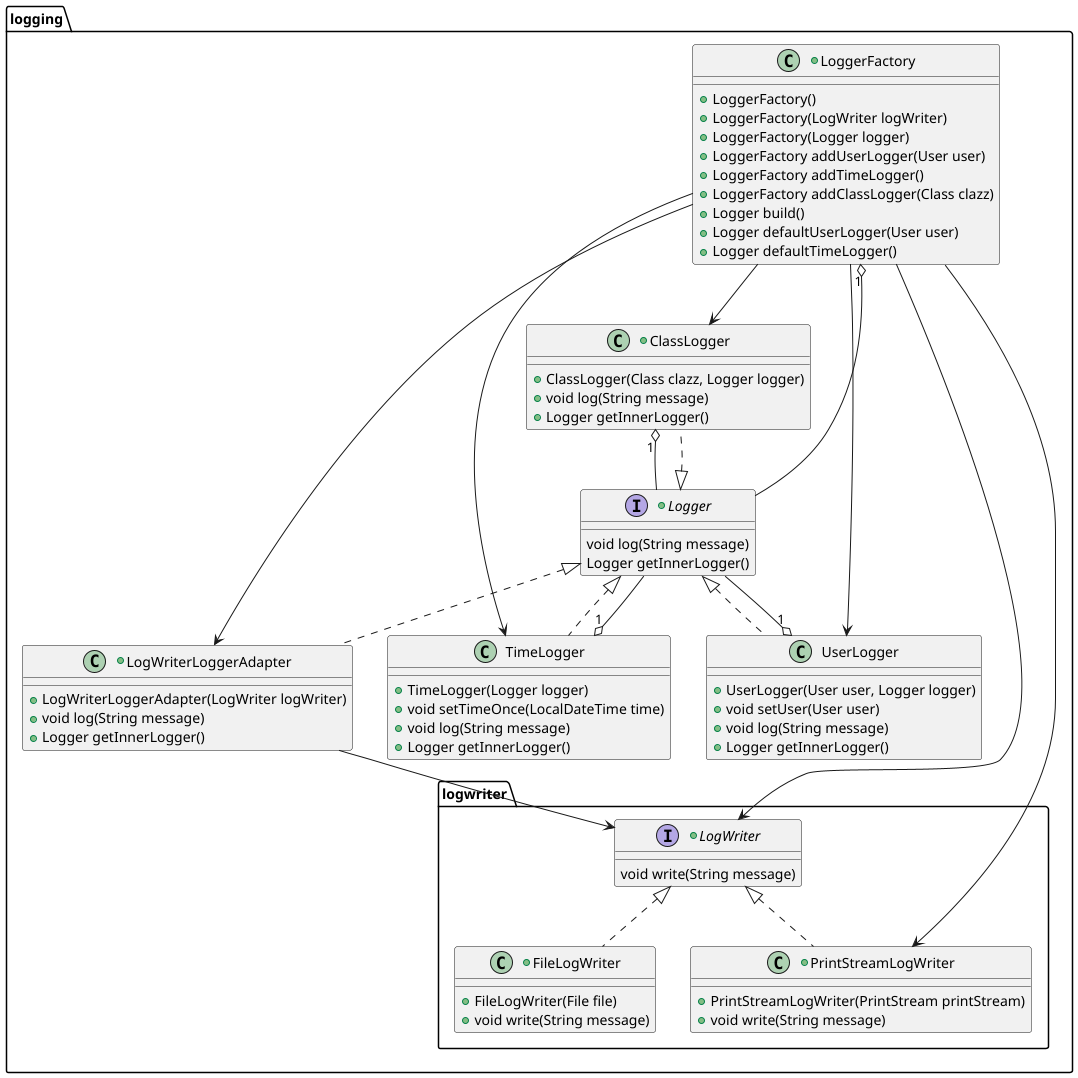 logging
C LoggerFactory
LoggerFactory()
LoggerFactory(LogWriter logWriter)
LoggerFactory(Logger logger)
LoggerFactory addUserLogger(User user)
LoggerFactory addTimeLogger()
LoggerFactory addClassLogger(Class clazz)
Logger build()
Logger defaultUserLogger(User user)
Logger defaultTimeLogger()
1
C ClassLogger
ClassLogger(Class clazz, Logger logger)
void log(String message)
Logger getInnerLogger()
1
I Logger
void log(String message)
Logger getInnerLogger()
1
1
C LogWriterLoggerAdapter
LogWriterLoggerAdapter(LogWriter logWriter)
void log(String message)
Logger getInnerLogger()
C TimeLogger
TimeLogger(Logger logger)
void setTimeOnce(LocalDateTime time)
void log(String message)
Logger getInnerLogger()
C UserLogger
UserLogger(User user, Logger logger)
void setUser(User user)
void log(String message)
Logger getInnerLogger()
logwriter
I LogWriter
void write(String message)
C FileLogWriter
FileLogWriter(File file)
void write(String message)
C PrintStreamLogWriter
PrintStreamLogWriter(PrintStream printStream)
void write(String message)